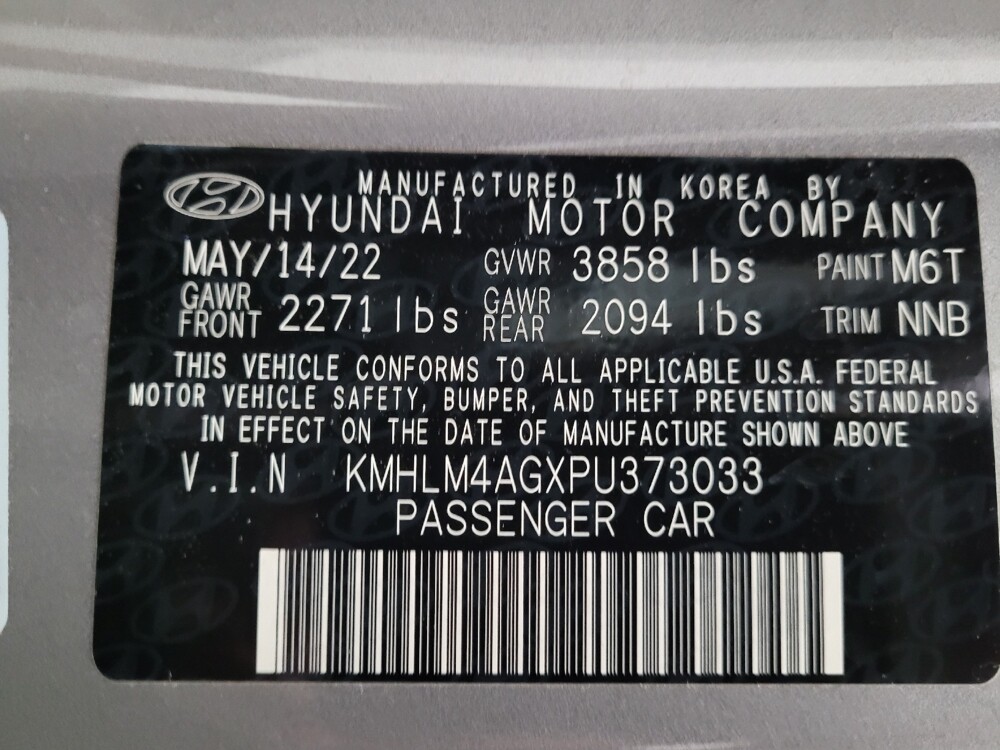 MANUFACTURED IN KOREA BY
HYUNDAI MOTOR COMPANY
MAY/14/22 GVWR 3858 lbs PAINT M6T
GAWR FRONT 2271 lbs GAWR REAR 2094 lbs TRIM NNB
THIS VEHICLE CONFORMS TO ALL APPLICABLE U.S.A. FEDERAL
MOTOR VEHICLE SAFETY, BUMPER, AND THEFT PREVENTION STANDARDS
IN EFFECT ON THE DATE OF MANUFACTURE SHOWN ABOVE
V.I.N KMHLM4AGXPU373033
PASSENGER CAR